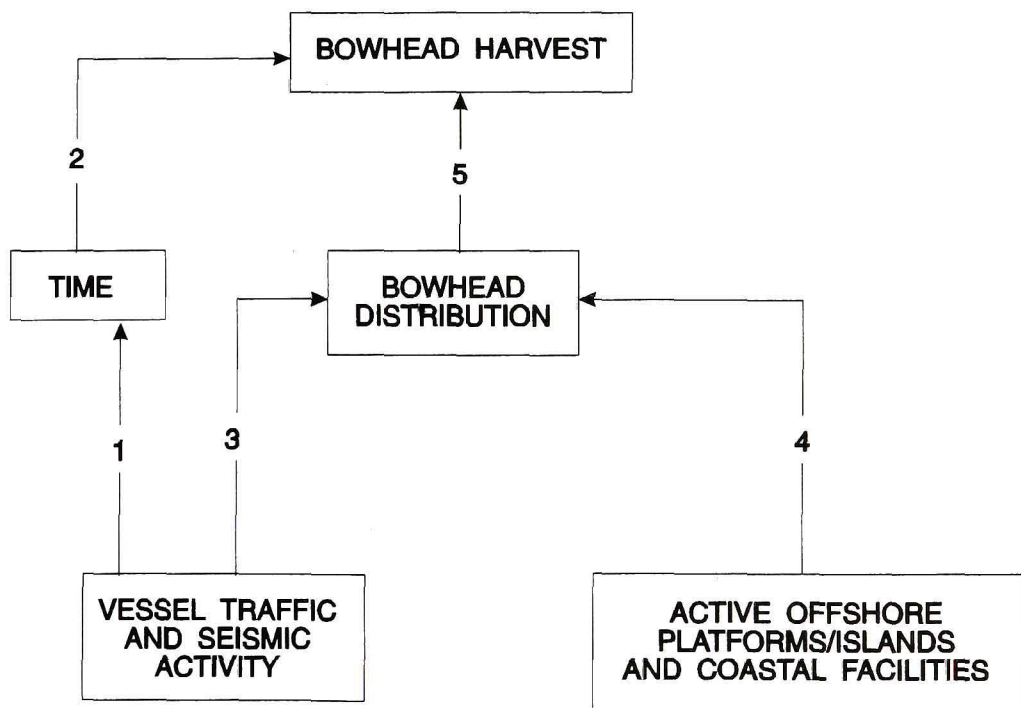 BOWHEAD HARVEST
2
5
TIME
BOWHEAD
DISTRIBUTION
1
3
4
VESSEL TRAFFIC
AND SEISMIC
ACTIVITY
ACTIVE OFFSHORE
PLATFORMS/ISLANDS
AND COASTAL FACILITIES